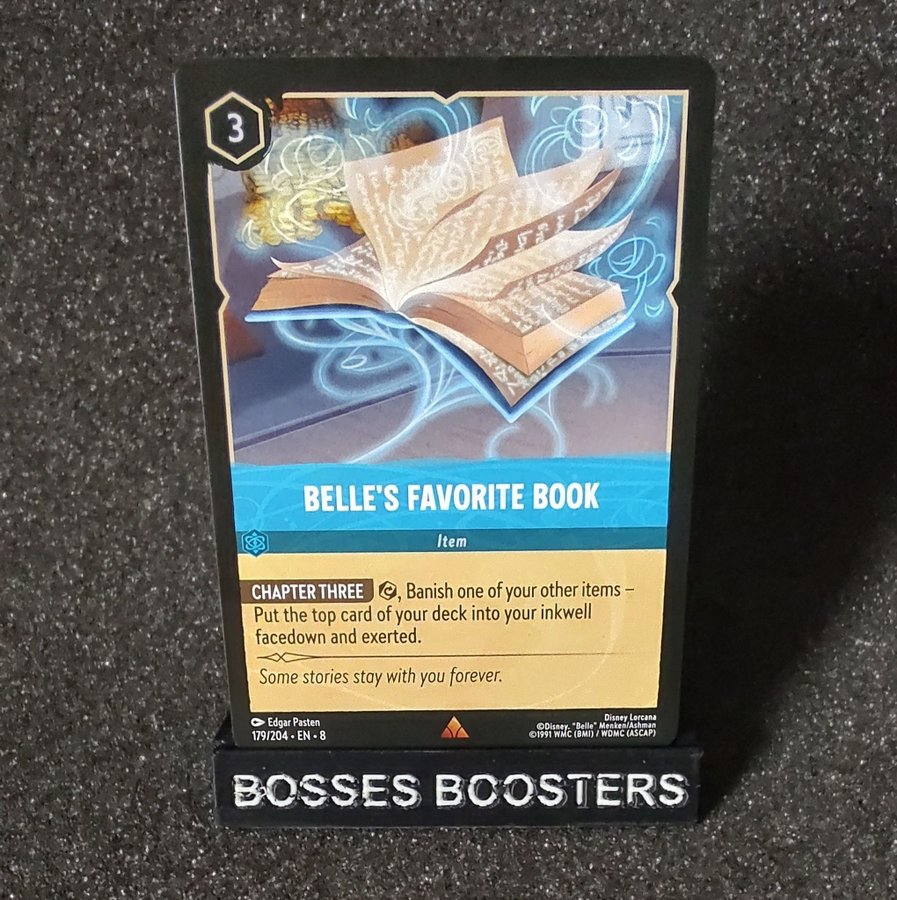 3
BELLE'S FAVORITE BOOK
Item
CHAPTER THREE , Banish one of your other items –
Put the top card of your deck into your inkwell
facedown and exerted.
Some stories stay with you forever.
Edgar Pasten
179/204 • EN • 8
Disney Lorcana
©Disney, "Belle" Menken/Ashman
©1991 WMC (BMI) / WDMC (ASCAP)
BOSSES BOOSTERS